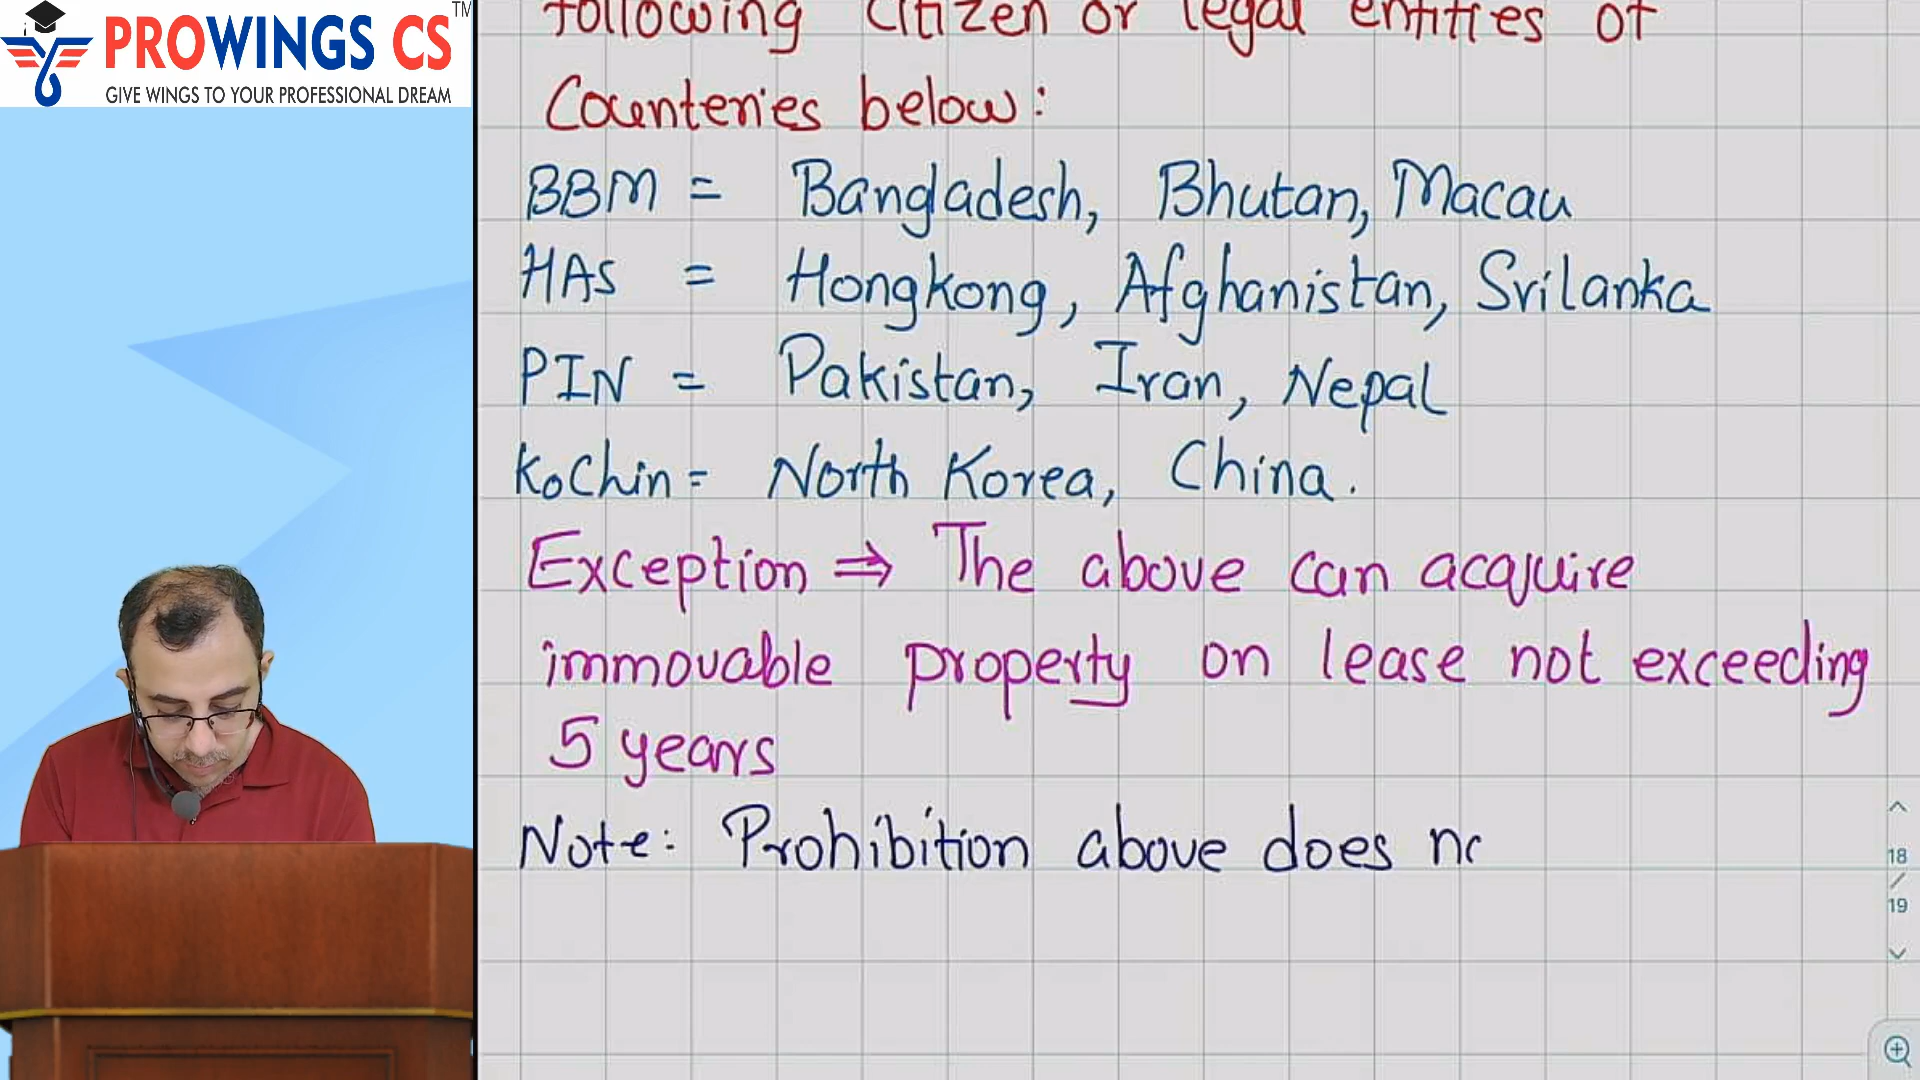 PROWINGS CS TM
GIVE WINGS TO YOUR PROFESSIONAL DREAM
following citizen or legal entities of
Counteries below:
BBM = Bangladesh, Bhutan, Macau
HAS = Hongkong, Afghanistan, Srilanka
PIN = Pakistan, Iran, Nepal
KoChin = North Korea, China.
Exception ⇒ The above can acquire
immovable property on lease not exceeding
5 years
Note: Prohibition above does no
18
/
19